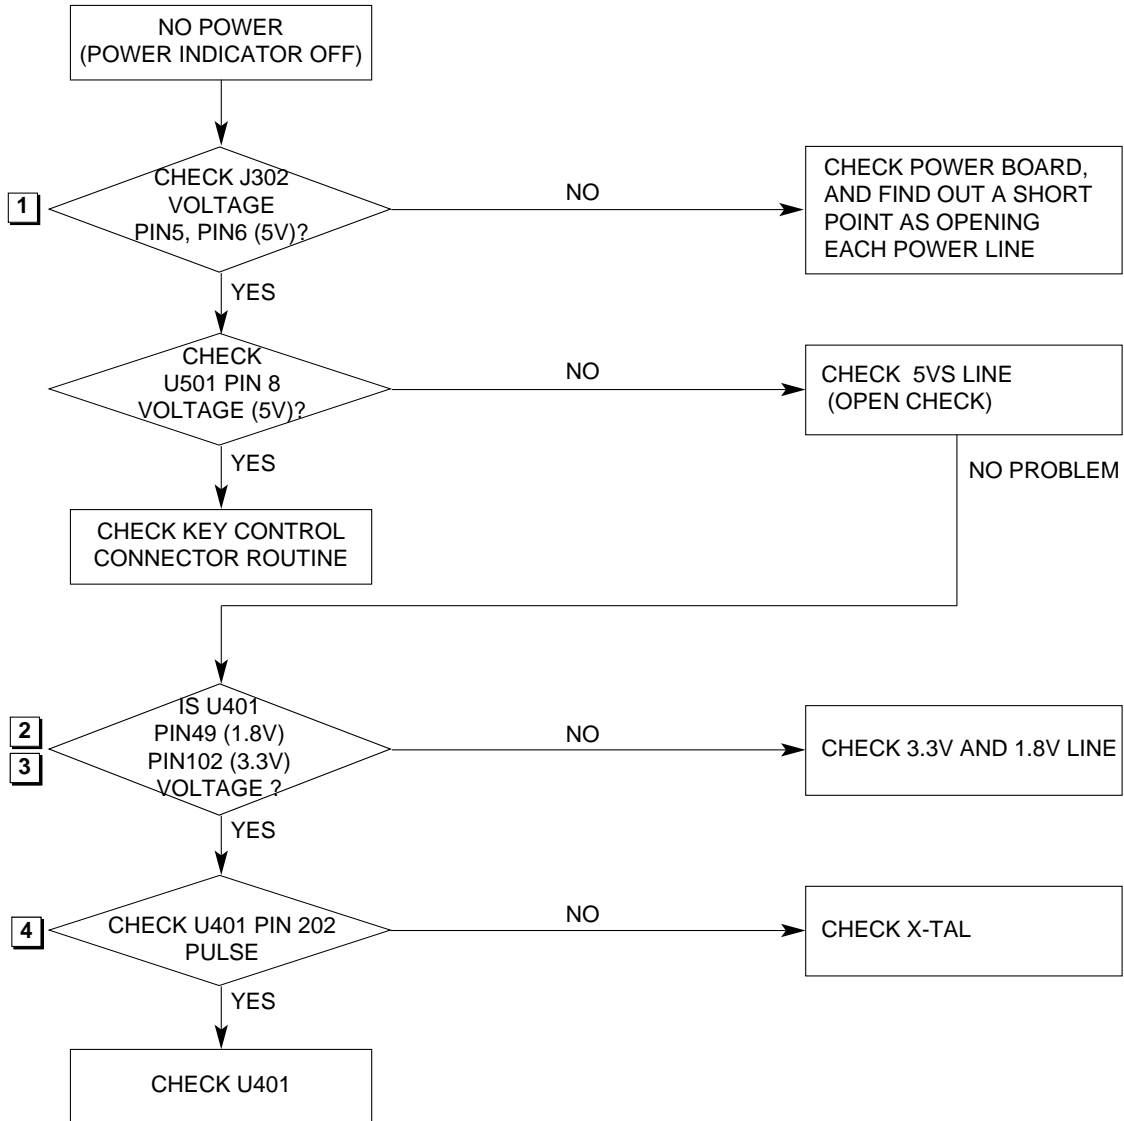 NO POWER
(POWER INDICATOR OFF)
1
CHECK J302
VOLTAGE
PIN5, PIN6 (5V)?
NO
CHECK POWER BOARD,
AND FIND OUT A SHORT
POINT AS OPENING
EACH POWER LINE
YES
CHECK
U501 PIN 8
VOLTAGE (5V)?
NO
CHECK 5VS LINE
(OPEN CHECK)
YES
NO PROBLEM
CHECK KEY CONTROL
CONNECTOR ROUTINE
2
3
IS U401
PIN49 (1.8V)
PIN102 (3.3V)
VOLTAGE ?
NO
CHECK 3.3V AND 1.8V LINE
YES
4
CHECK U401 PIN 202
PULSE
NO
CHECK X-TAL
YES
CHECK U401